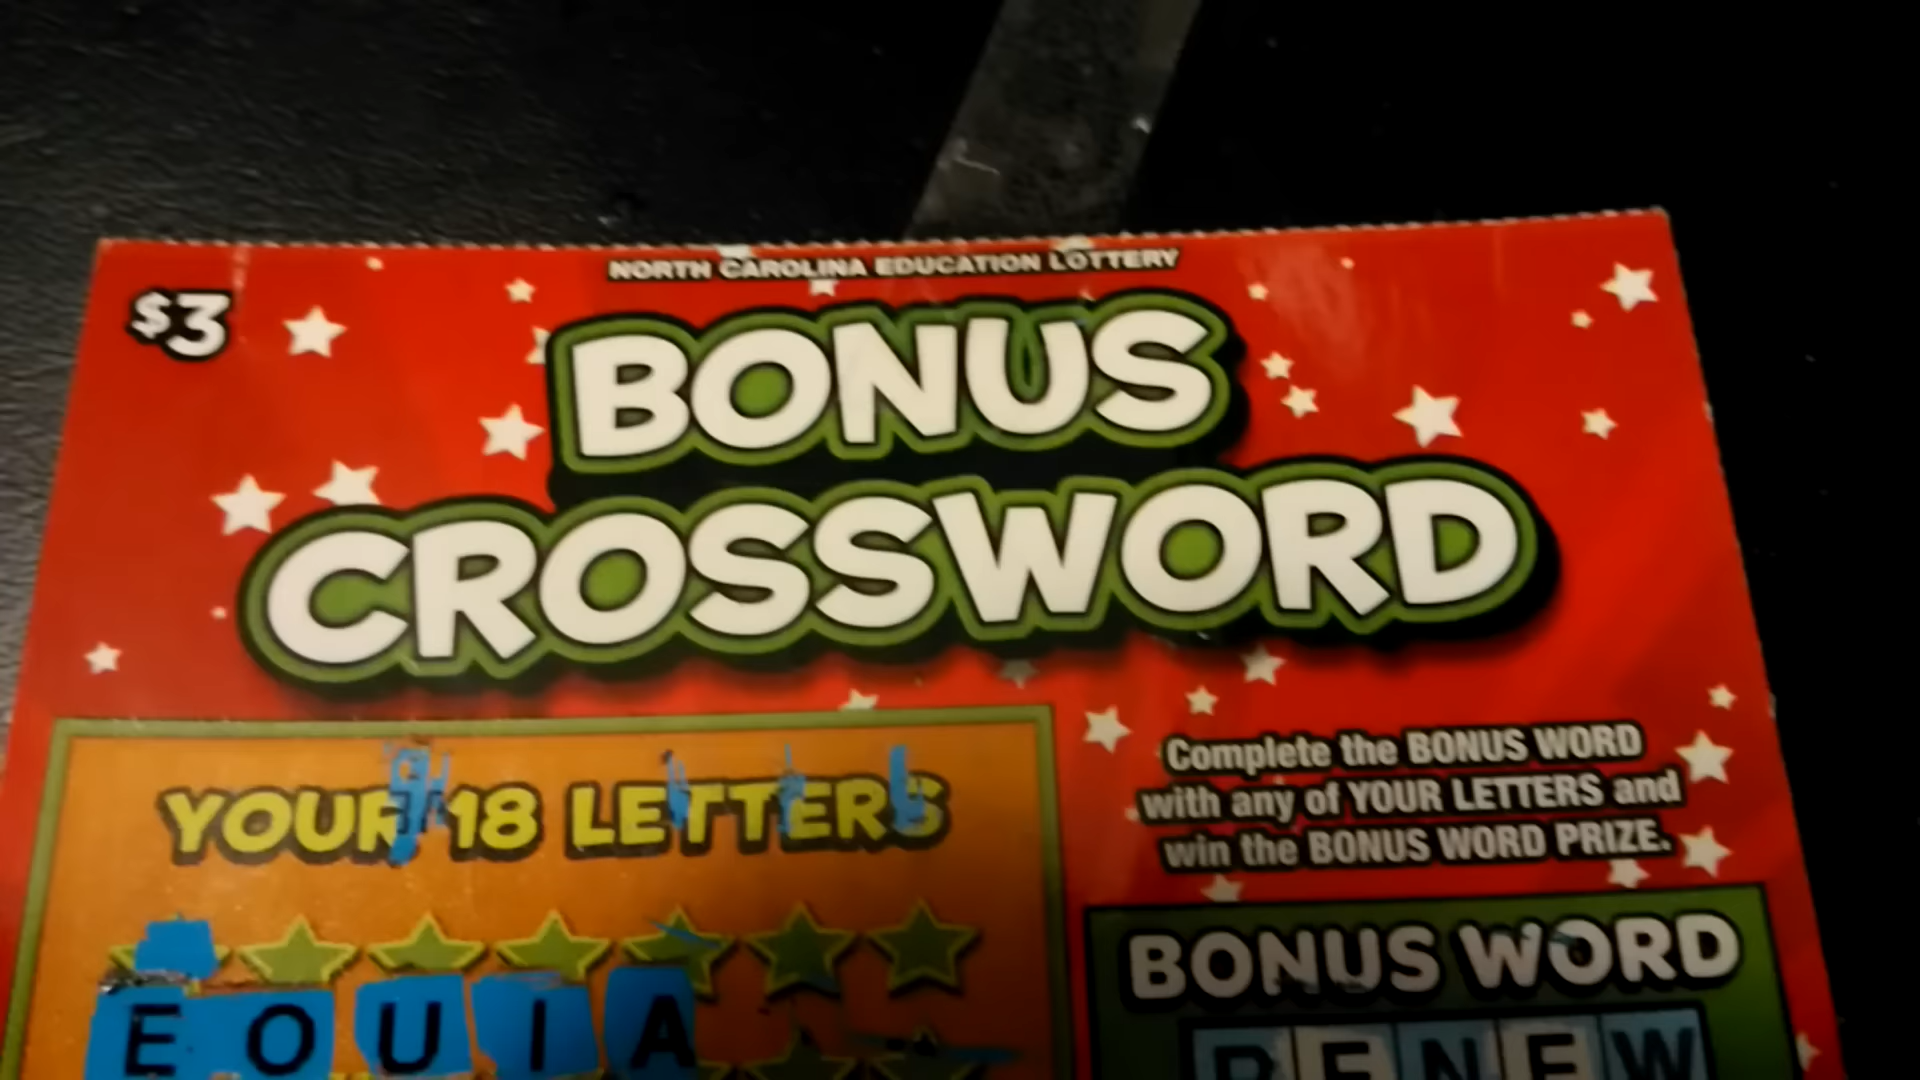 NORTH CAROLINA EDUCATION LOTTERY
$3
BONUS
CROSSWORD
YOUR 18 LETTERS
Complete the BONUS WORD
with any of YOUR LETTERS and
win the BONUS WORD PRIZE.
BONUS WORD
E O U I A
RENEW